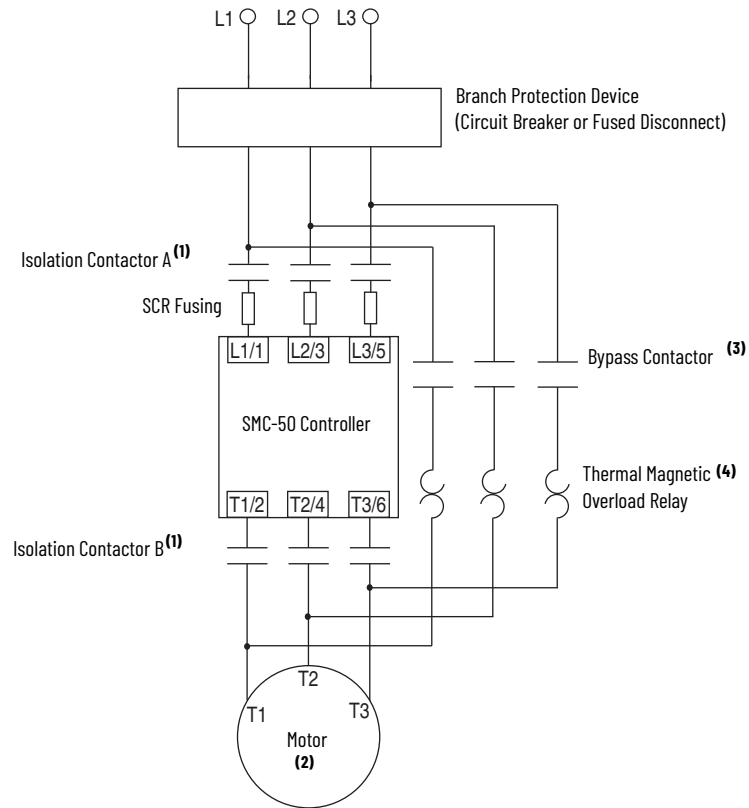 L1 L2 L3
Branch Protection Device
(Circuit Breaker or Fused Disconnect)
Isolation Contactor A (1)
SCR Fusing
L1/1 L2/3 L3/5
Bypass Contactor (3)
SMC-50 Controller
Thermal Magnetic (4)
Overload Relay
T1/2 T2/4 T3/6
Isolation Contactor B (1)
T2
T1 T3
Motor
(2)